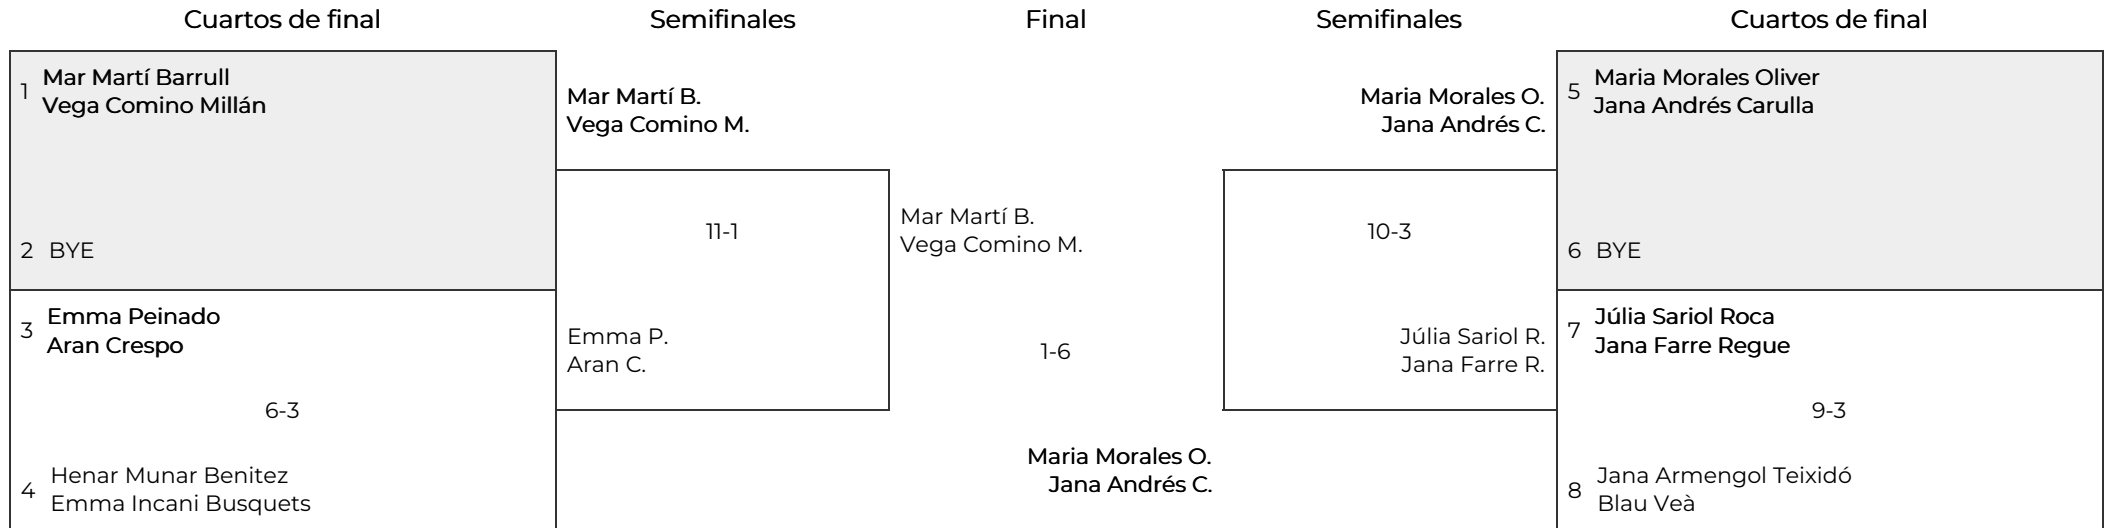 Cuartos de final
Semifinales
Final
Semifinales
Cuartos de final
1
Mar Martí Barrull
Vega Comino Millán
2 BYE
3
Emma Peinado
Aran Crespo
6-3
4
Henar Munar Benitez
Emma Incani Busquets
Mar Martí B.
Vega Comino M.
11-1
Emma P.
Aran C.
Mar Martí B.
Vega Comino M.
1-6
Maria Morales O.
Jana Andrés C.
Maria Morales O.
Jana Andrés C.
10-3
Júlia Sariol R.
Jana Farre R.
5
Maria Morales Oliver
Jana Andrés Carulla
6 BYE
7
Júlia Sariol Roca
Jana Farre Regue
9-3
8
Jana Armengol Teixidó
Blau Veà